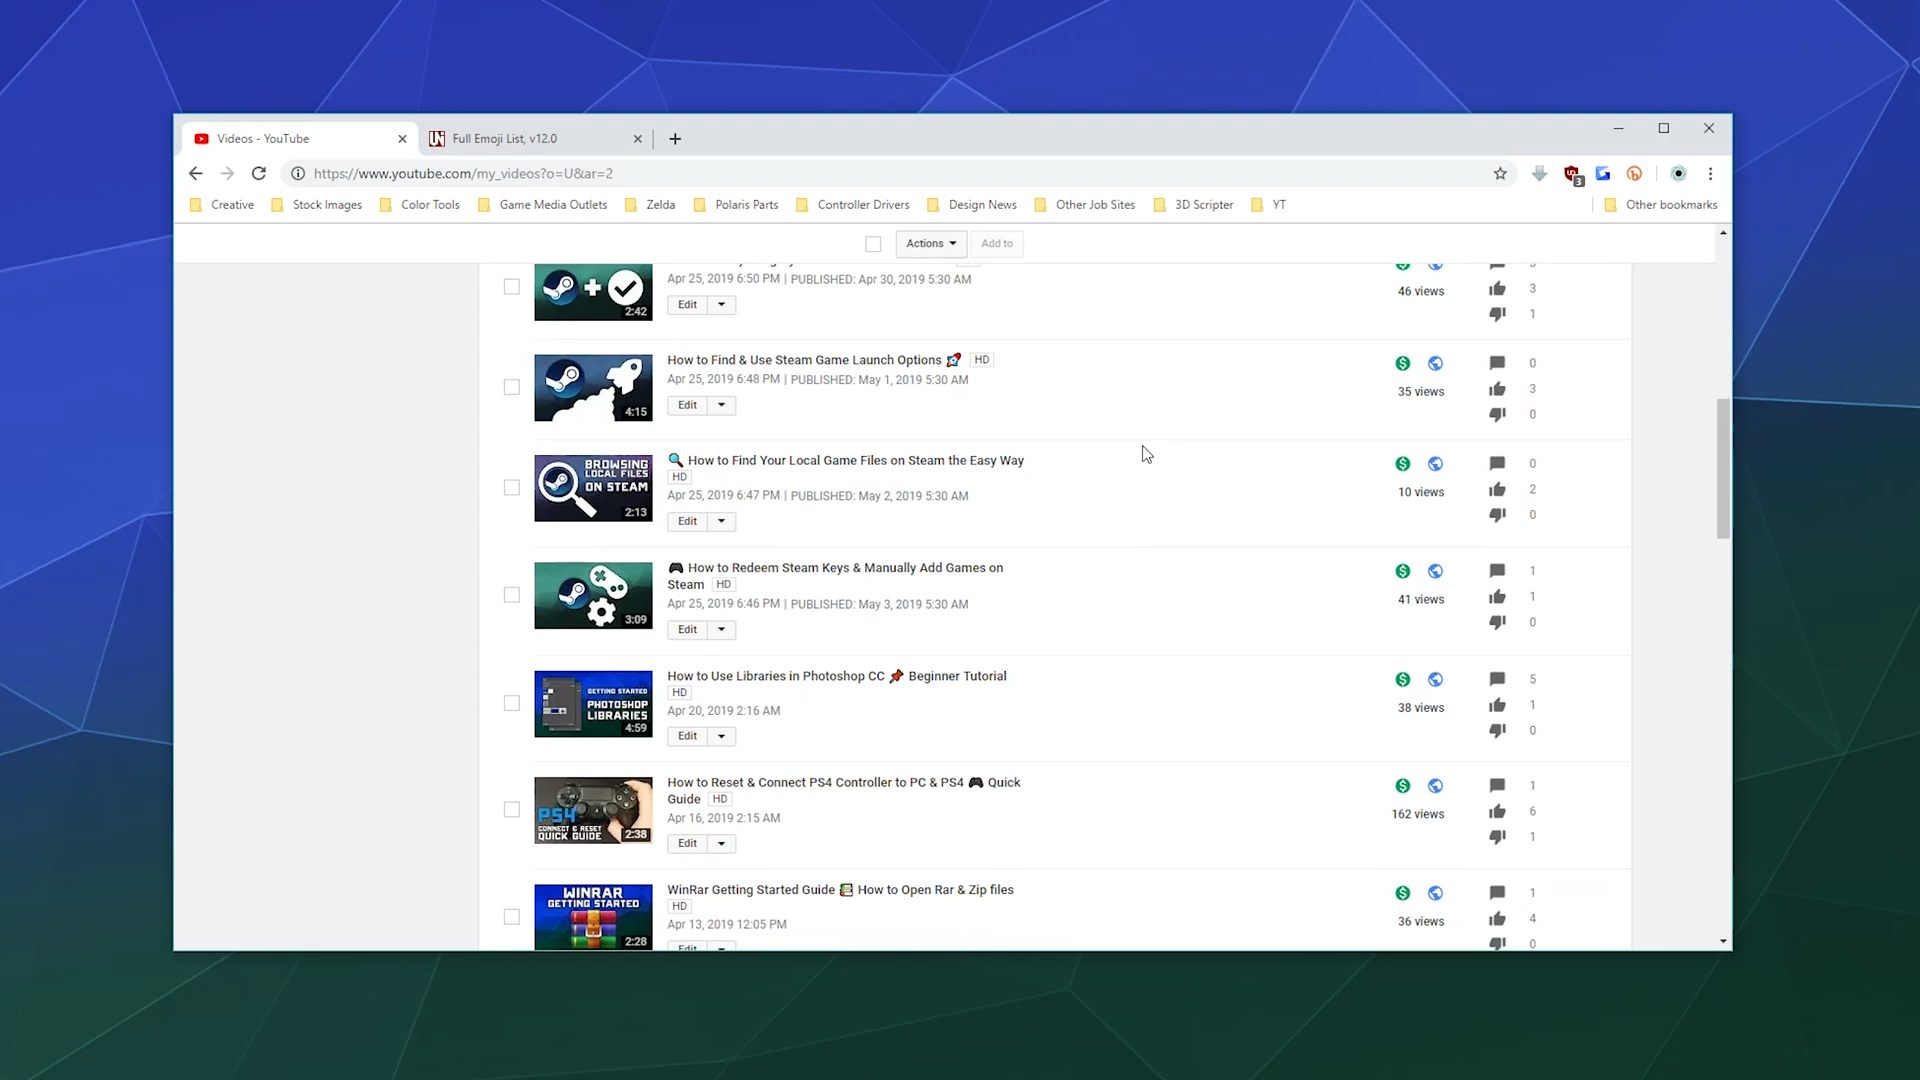 Videos - YouTube
Full Emoji List, v12.0
https://www.youtube.com/my_videos?o=U&ar=2
3
Creative
Stock Images
Color Tools
Game Media Outlets
Zelda
Polaris Parts
Controller Drivers
Design News
Other Job Sites
3D Scripter
YT
Other bookmarks
Actions
Add to
2:42
Apr 25, 2019 6:50 PM | PUBLISHED: Apr 30, 2019 5:30 AM
Edit
46 views
3
1
4:15
How to Find & Use Steam Game Launch Options 🚀 HD
Apr 25, 2019 6:48 PM | PUBLISHED: May 1, 2019 5:30 AM
Edit
35 views
0
3
0
BROWSING
LOCAL FILES
ON STEAM
2:13
🔍 How to Find Your Local Game Files on Steam the Easy Way
HD
Apr 25, 2019 6:47 PM | PUBLISHED: May 2, 2019 5:30 AM
Edit
10 views
0
2
0
3:09
🎮 How to Redeem Steam Keys & Manually Add Games on
Steam HD
Apr 25, 2019 6:46 PM | PUBLISHED: May 3, 2019 5:30 AM
Edit
41 views
1
1
0
GETTING STARTED
PHOTOSHOP
LIBRARIES
4:59
How to Use Libraries in Photoshop CC 📌 Beginner Tutorial
HD
Apr 20, 2019 2:16 AM
Edit
38 views
5
1
0
PS4
CONNECT & RESET
QUICK GUIDE
2:38
How to Reset & Connect PS4 Controller to PC & PS4 🎮 Quick
Guide HD
Apr 16, 2019 2:15 AM
Edit
162 views
1
6
1
WINRAR
GETTING STARTED
2:28
WinRar Getting Started Guide 📚 How to Open Rar & Zip files
HD
Apr 13, 2019 12:05 PM
Edit
36 views
1
4
0